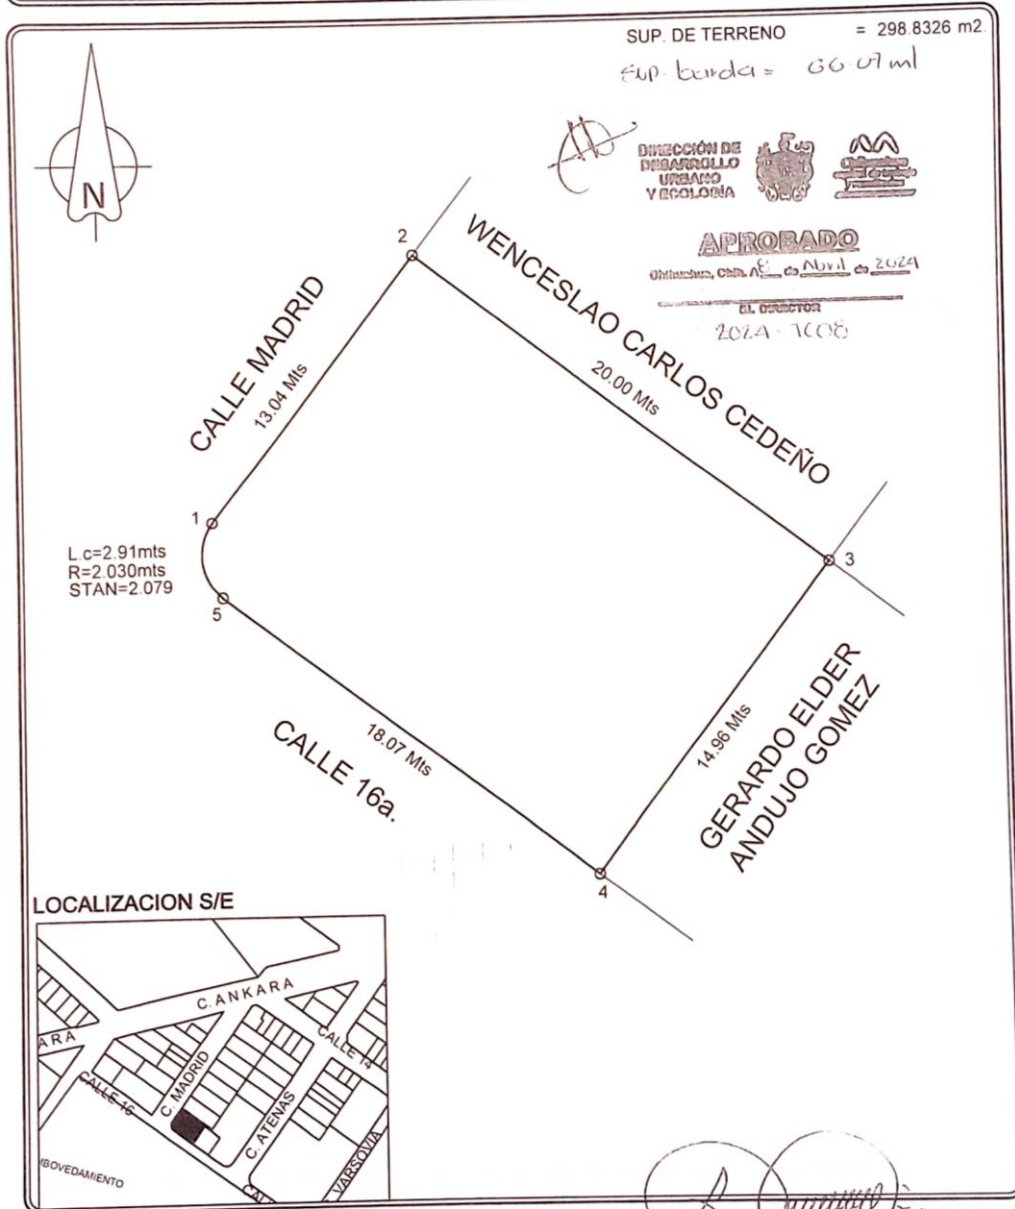 SUP. DE TERRENO = 298.8326 m2.
Sup. barda = 66.07 ml
DIRECCIÓN DE
DESARROLLO
URBANO
Y ECOLOGÍA
APROBADO
Chihuahua, Chih. de Abril de 2024
EL DIRECTOR
N
2
WENCESLAO CARLOS CEDEÑO
20.00 Mts
CALLE MADRID
13.04 Mts
1
3
L.c=2.91mts
R=2.030mts
STAN=2.079
5
18.07 Mts
CALLE 16a.
14.96 Mts
GERARDO ELDER
ANDUJO GOMEZ
4
LOCALIZACION S/E
C. ANKARA
ARA
CALLE 14
C. MADRID
CALLE 16
C. ATENAS
VARSOVIA
BOVEDAMIENTO
CAL